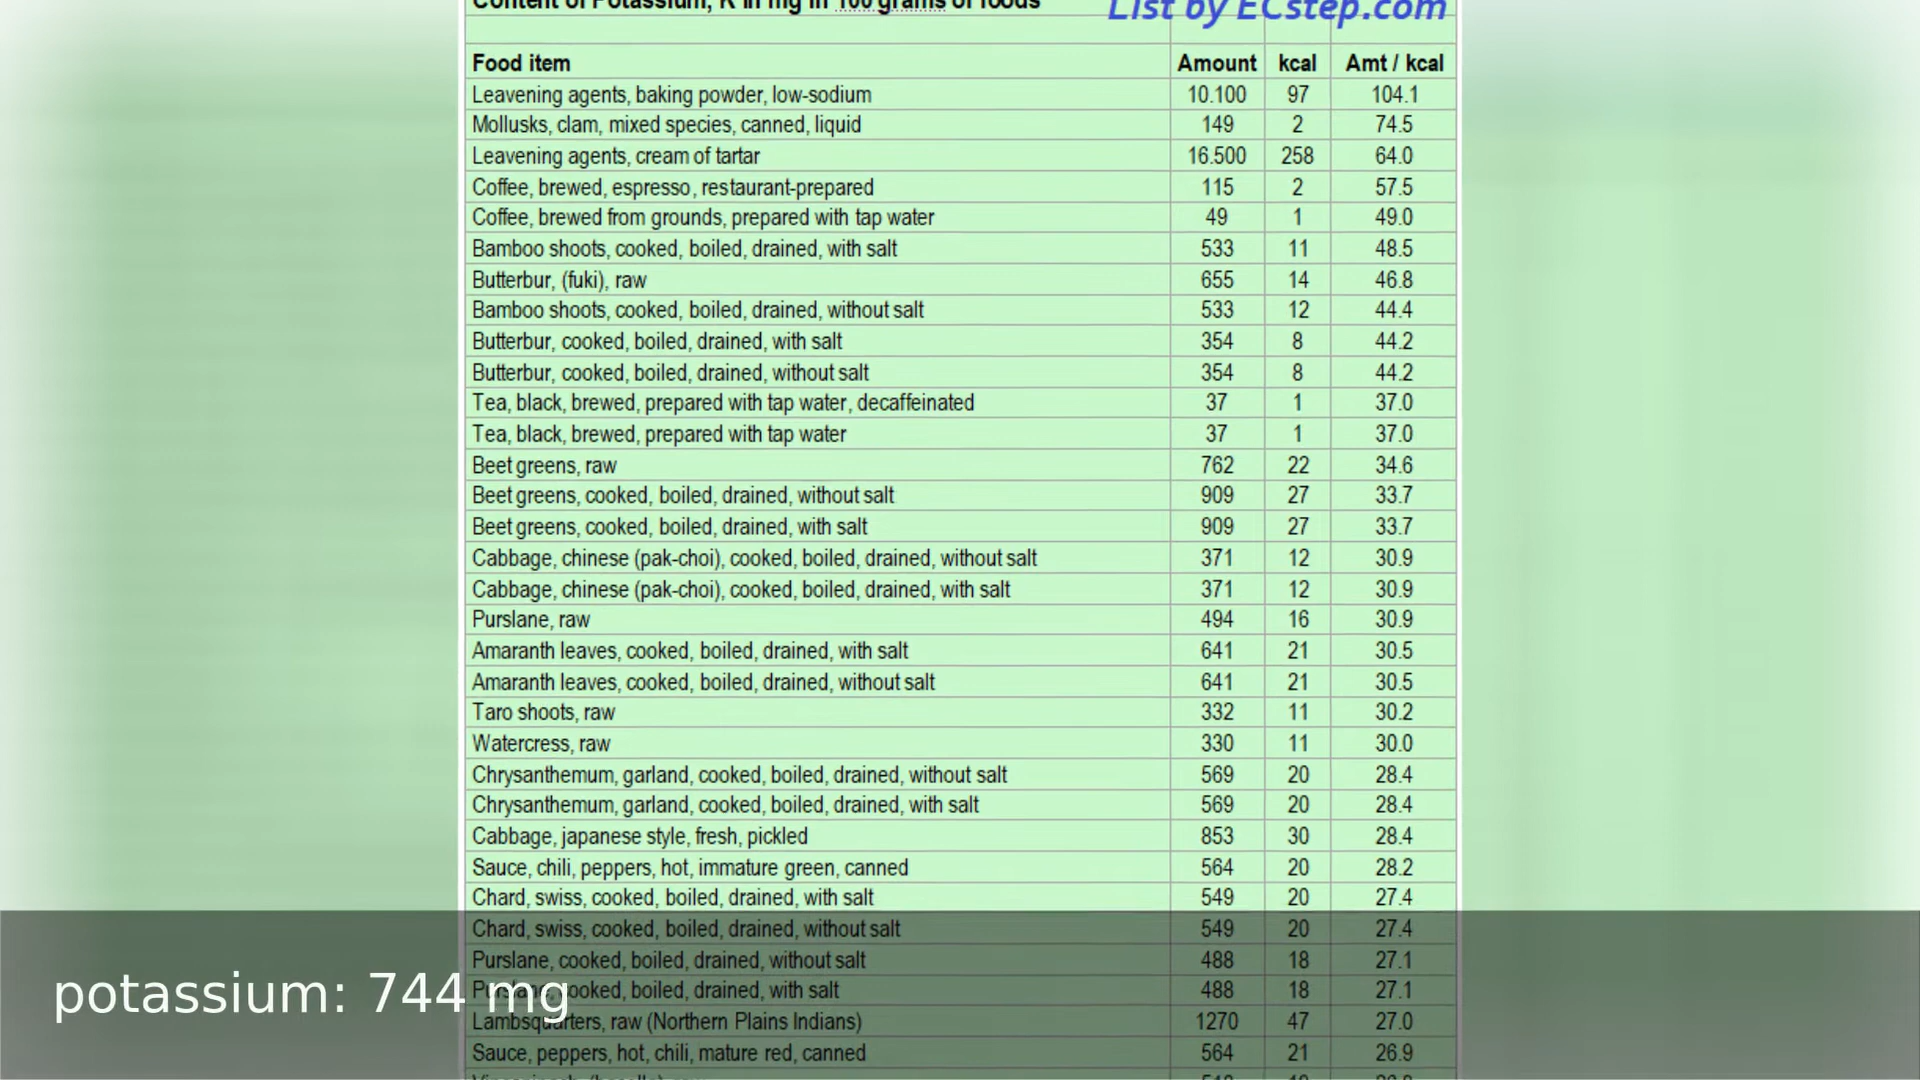 Content of Potassium, K in mg in 100 grams of foods List by ECstep.com
Food item Amount kcal Amt / kcal
Leavening agents, baking powder, low-sodium 10.100 97 104.1
Mollusks, clam, mixed species, canned, liquid 149 2 74.5
Leavening agents, cream of tartar 16.500 258 64.0
Coffee, brewed, espresso, restaurant-prepared 115 2 57.5
Coffee, brewed from grounds, prepared with tap water 49 1 49.0
Bamboo shoots, cooked, boiled, drained, with salt 533 11 48.5
Butterbur, (fuki), raw 655 14 46.8
Bamboo shoots, cooked, boiled, drained, without salt 533 12 44.4
Butterbur, cooked, boiled, drained, with salt 354 8 44.2
Butterbur, cooked, boiled, drained, without salt 354 8 44.2
Tea, black, brewed, prepared with tap water, decaffeinated 37 1 37.0
Tea, black, brewed, prepared with tap water 37 1 37.0
Beet greens, raw 762 22 34.6
Beet greens, cooked, boiled, drained, without salt 909 27 33.7
Beet greens, cooked, boiled, drained, with salt 909 27 33.7
Cabbage, chinese (pak-choi), cooked, boiled, drained, without salt 371 12 30.9
Cabbage, chinese (pak-choi), cooked, boiled, drained, with salt 371 12 30.9
Purslane, raw 494 16 30.9
Amaranth leaves, cooked, boiled, drained, with salt 641 21 30.5
Amaranth leaves, cooked, boiled, drained, without salt 641 21 30.5
Taro shoots, raw 332 11 30.2
Watercress, raw 330 11 30.0
Chrysanthemum, garland, cooked, boiled, drained, without salt 569 20 28.4
Chrysanthemum, garland, cooked, boiled, drained, with salt 569 20 28.4
Cabbage, japanese style, fresh, pickled 853 30 28.4
Sauce, chili, peppers, hot, immature green, canned 564 20 28.2
Chard, swiss, cooked, boiled, drained, with salt 549 20 27.4
Chard, swiss, cooked, boiled, drained, without salt 549 20 27.4
Purslane, cooked, boiled, drained, without salt 488 18 27.1
Purslane, cooked, boiled, drained, with salt 488 18 27.1
Lambsquarters, raw (Northern Plains Indians) 1270 47 27.0
Sauce, peppers, hot, chili, mature red, canned 564 21 26.9
potassium: 744 mg